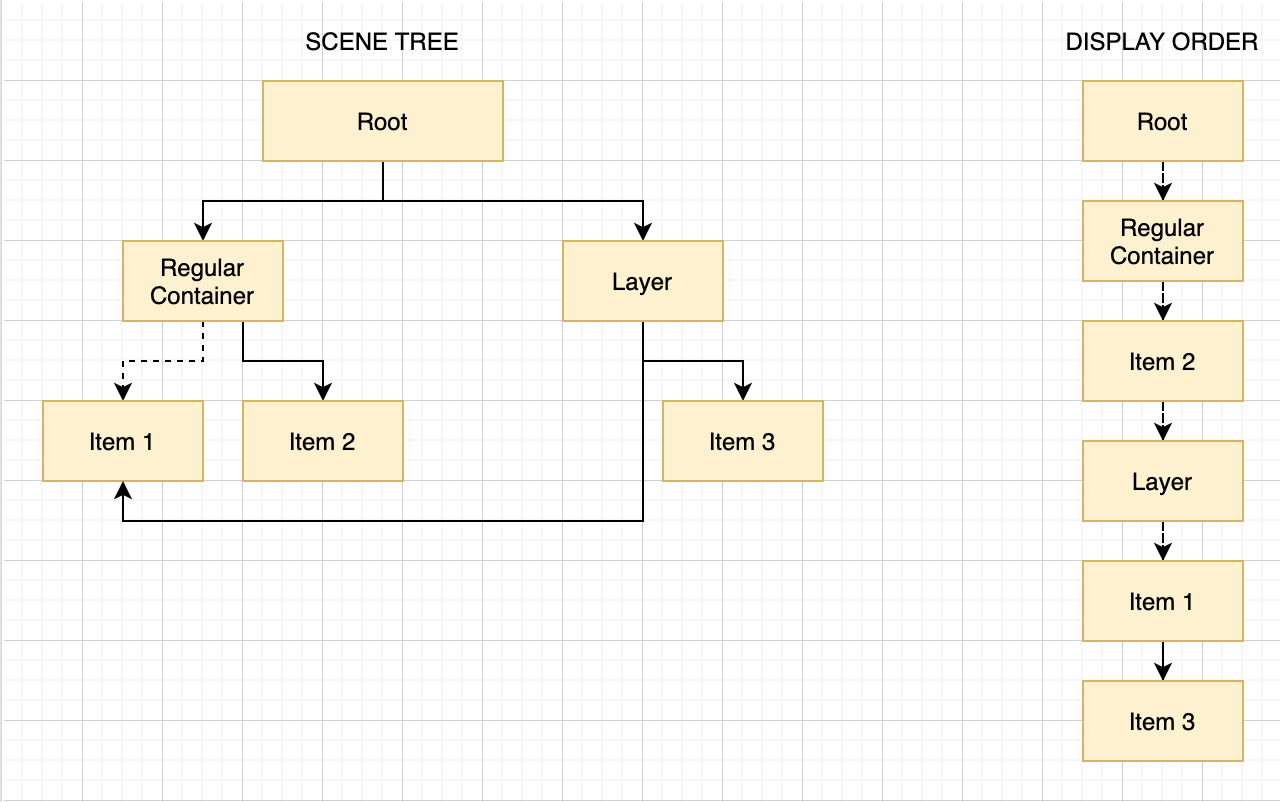 SCENE TREE
Root
Regular
Container
Layer
Item 1
Item 2
Item 3
DISPLAY ORDER
Root
Regular
Container
Item 2
Layer
Item 1
Item 3